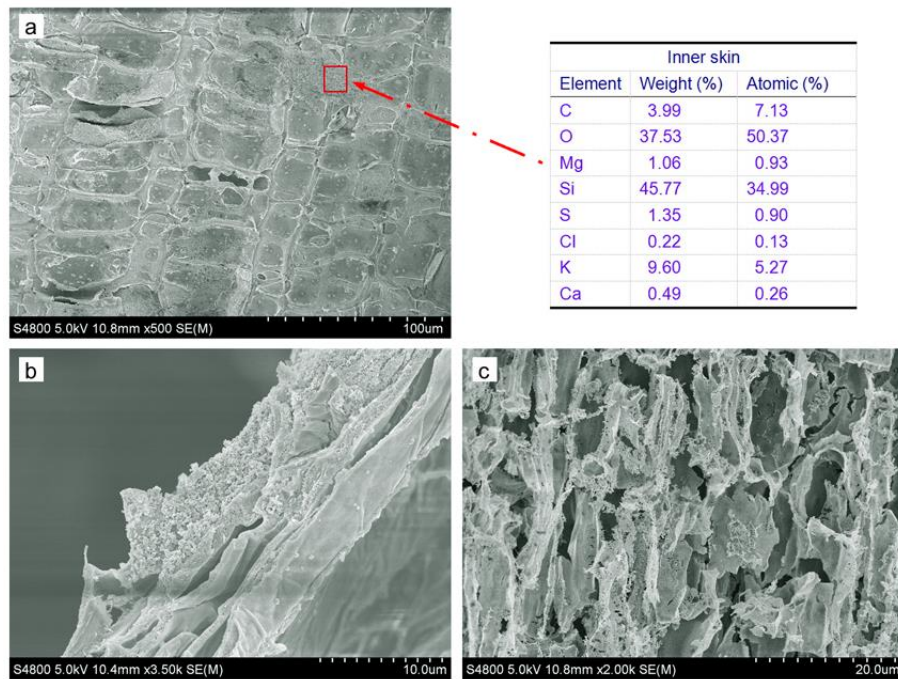 a
S4800 5.0kV 10.8mm x500 SE(M) 100um
Inner skin
Element Weight (%) Atomic (%)
C 3.99 7.13
O 37.53 50.37
Mg 1.06 0.93
Si 45.77 34.99
S 1.35 0.90
Cl 0.22 0.13
K 9.60 5.27
Ca 0.49 0.26
b
S4800 5.0kV 10.4mm x3.50k SE(M) 10.0um
c
S4800 5.0kV 10.8mm x2.00k SE(M) 20.0um